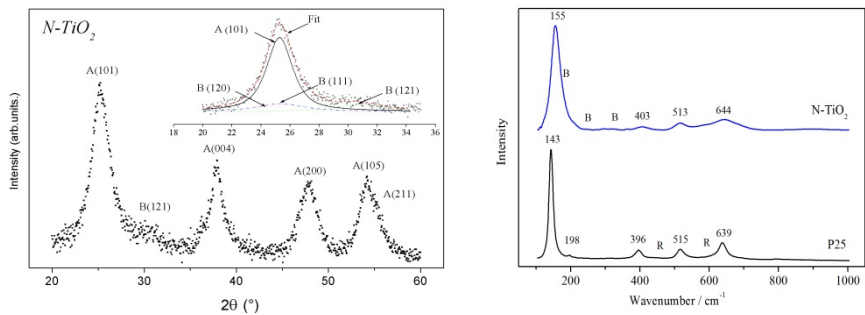 N-TiO2
A(101)
B(121)
A(004)
A(200)
A(105)
A(211)
Intensity (arb.units.)
20 30 40 50 60
2θ (°)
Fit
A (101)
B (120)
B (111)
B (121)
18 20 22 24 26 28 30 32 34 36
155
B
B B 403 513 644
N-TiO2
143
198 396 R 515 R 639
P25
Intensity
200 400 600 800 1000
Wavenumber / cm-1